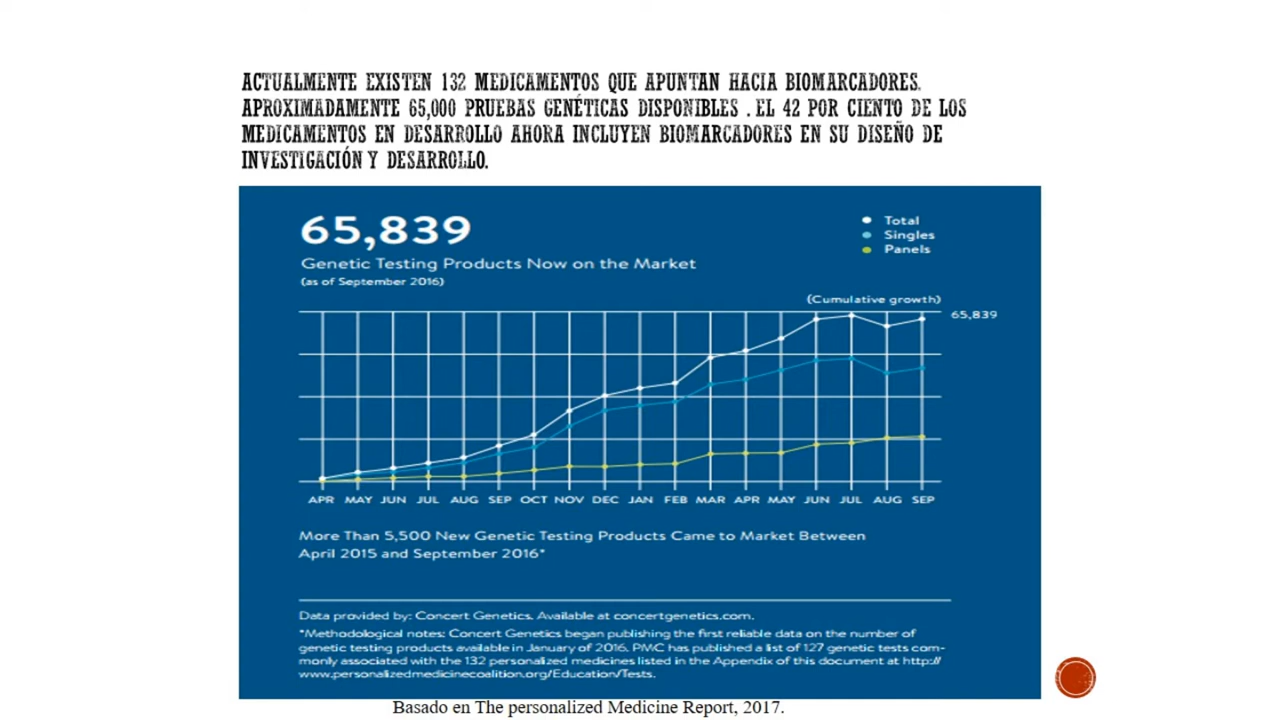 ACTUALMENTE EXISTEN 132 MEDICAMENTOS QUE APUNTAN HACIA BIOMARCADORES.
APROXIMADAMENTE 65,000 PRUEBAS GENÉTICAS DISPONIBLES . EL 42 POR CIENTO DE LOS
MEDICAMENTOS EN DESARROLLO AHORA INCLUYEN BIOMARCADORES EN SU DISEÑO DE
INVESTIGACIÓN Y DESARROLLO.
65,839
Genetic Testing Products Now on the Market
(as of September 2016)
Total
Singles
Panels
(Cumulative growth)
65,839
APR MAY JUN JUL AUG SEP OCT NOV DEC JAN FEB MAR APR MAY JUN JUL AUG SEP
More Than 5,500 New Genetic Testing Products Came to Market Between
April 2015 and September 2016*
Data provided by: Concert Genetics. Available at concertgenetics.com.
*Methodological notes: Concert Genetics began publishing the first reliable data on the number of
genetic testing products available in January of 2016. PMC has published a list of 127 genetic tests com-
monly associated with the 132 personalized medicines listed in the Appendix of this document at http://
www.personalizedmedicinecoalition.org/Education/Tests.
Basado en The personalized Medicine Report, 2017.